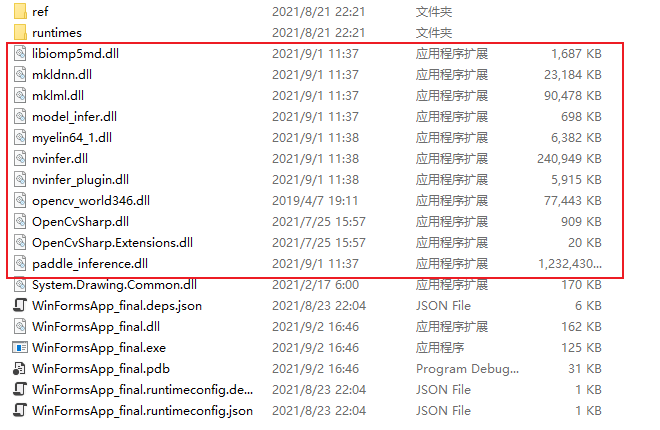 ref 2021/8/21 22:21 文件夹
runtimes 2021/8/21 22:21 文件夹
libiomp5md.dll 2021/9/1 11:37 应用程序扩展 1,687 KB
mkldnn.dll 2021/9/1 11:37 应用程序扩展 23,184 KB
mklml.dll 2021/9/1 11:37 应用程序扩展 90,478 KB
model_infer.dll 2021/9/1 11:37 应用程序扩展 698 KB
myelin64_1.dll 2021/9/1 11:38 应用程序扩展 6,382 KB
nvinfer.dll 2021/9/1 11:38 应用程序扩展 240,949 KB
nvinfer_plugin.dll 2021/9/1 11:38 应用程序扩展 5,915 KB
opencv_world346.dll 2019/4/7 19:11 应用程序扩展 77,443 KB
OpenCvSharp.dll 2021/7/25 15:57 应用程序扩展 909 KB
OpenCvSharp.Extensions.dll 2021/7/25 15:57 应用程序扩展 20 KB
paddle_inference.dll 2021/9/1 11:37 应用程序扩展 1,232,430...
System.Drawing.Common.dll 2021/2/17 6:00 应用程序扩展 170 KB
WinFormsApp_final.deps.json 2021/8/23 22:04 JSON File 6 KB
WinFormsApp_final.dll 2021/9/2 16:46 应用程序扩展 162 KB
WinFormsApp_final.exe 2021/9/2 16:46 应用程序 125 KB
WinFormsApp_final.pdb 2021/9/2 16:46 Program Debug... 31 KB
WinFormsApp_final.runtimeconfig.de... 2021/8/23 22:04 JSON File 1 KB
WinFormsApp_final.runtimeconfig.json 2021/8/23 22:04 JSON File 1 KB